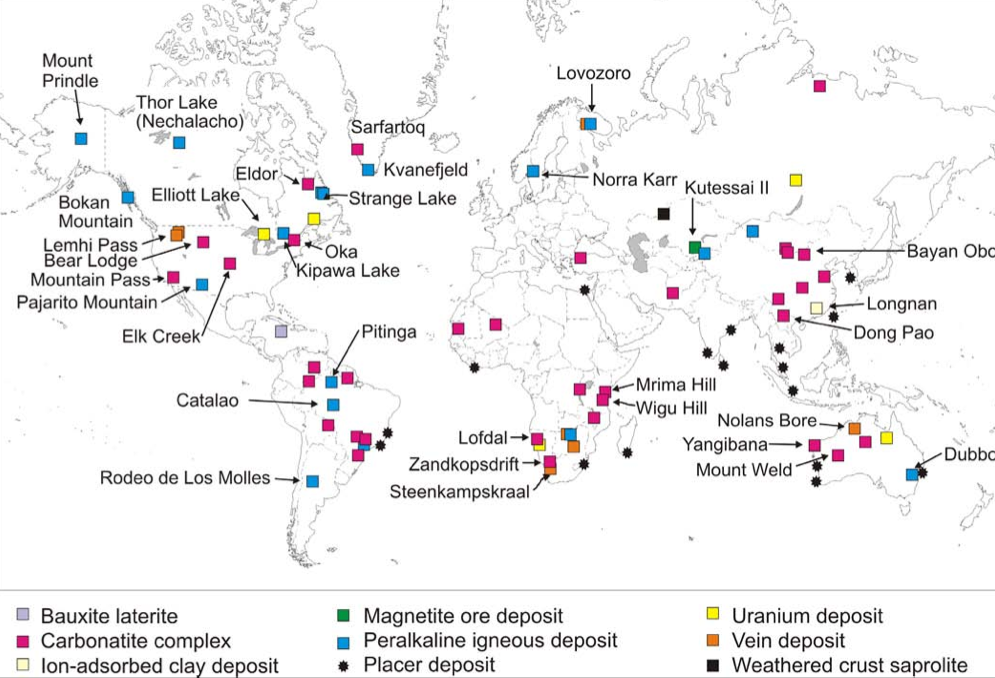 Mount
Prindle
Thor Lake
(Nechalacho)
Lovozoro
Sarfartoq
Kvanefjeld
Eldor
Strange Lake
Elliott Lake
Norra Karr
Kutessai II
Bokan
Mountain
Lemhi Pass
Bear Lodge
Oka
Kipawa Lake
Bayan Obo
Mountain Pass
Pajarito Mountain
Longnan
Elk Creek
Pitinga
Dong Pao
Catalao
Mrima Hill
Wigu Hill
Nolans Bore
Lofdal
Yangibana
Dubbo
Zandkopsdrift
Mount Weld
Rodeo de Los Molles
Steenkampskraal
Bauxite laterite
Carbonatite complex
Ion-adsorbed clay deposit
Magnetite ore deposit
Peralkaline igneous deposit
Placer deposit
Uranium deposit
Vein deposit
Weathered crust saprolite